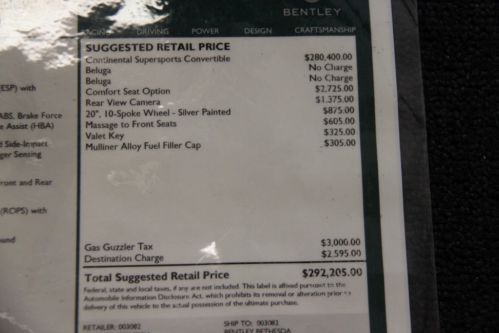 BENTLEY
RACING DRIVING POWER DESIGN CRAFTSMANSHIP
SUGGESTED RETAIL PRICE
Continental Supersports Convertible $280,400.00
Beluga No Charge
Beluga No Charge
Comfort Seat Option $2,725.00
Rear View Camera $1,375.00
20", 10-Spoke Wheel - Silver Painted $875.00
Massage to Front Seats $605.00
Valet Key $325.00
Mulliner Alloy Fuel Filler Cap $305.00
ESP) with
ABS, Brake Force
Assist (HBA)
Side-Impact
ger Sensing
ront and Rear
(ROPS) with
ound
Gas Guzzler Tax $3,000.00
Destination Charge $2,595.00
Total Suggested Retail Price $292,205.00
Federal, state and local taxes, if any are not included. This label is affixed pursuant to the
Automobile Information Disclosure Act, which prohibits its removal or alteration prior to
delivery of this vehicle to the actual possession of the ultimate purchase.
RETAILER: 003082 SHIP TO: 003082
BENTLEY BETHESDA